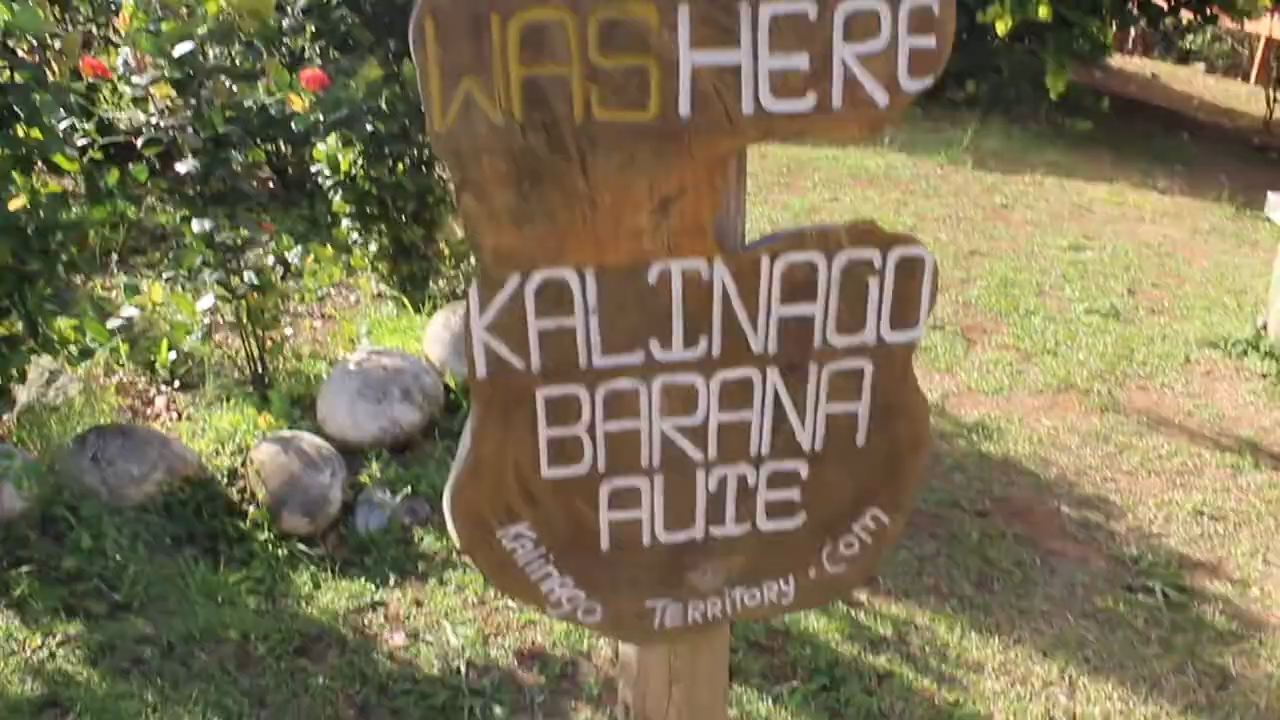 WAS HERE
KALINAGO
BARANA
AUTE
KALINAGO TERRITORY.COM